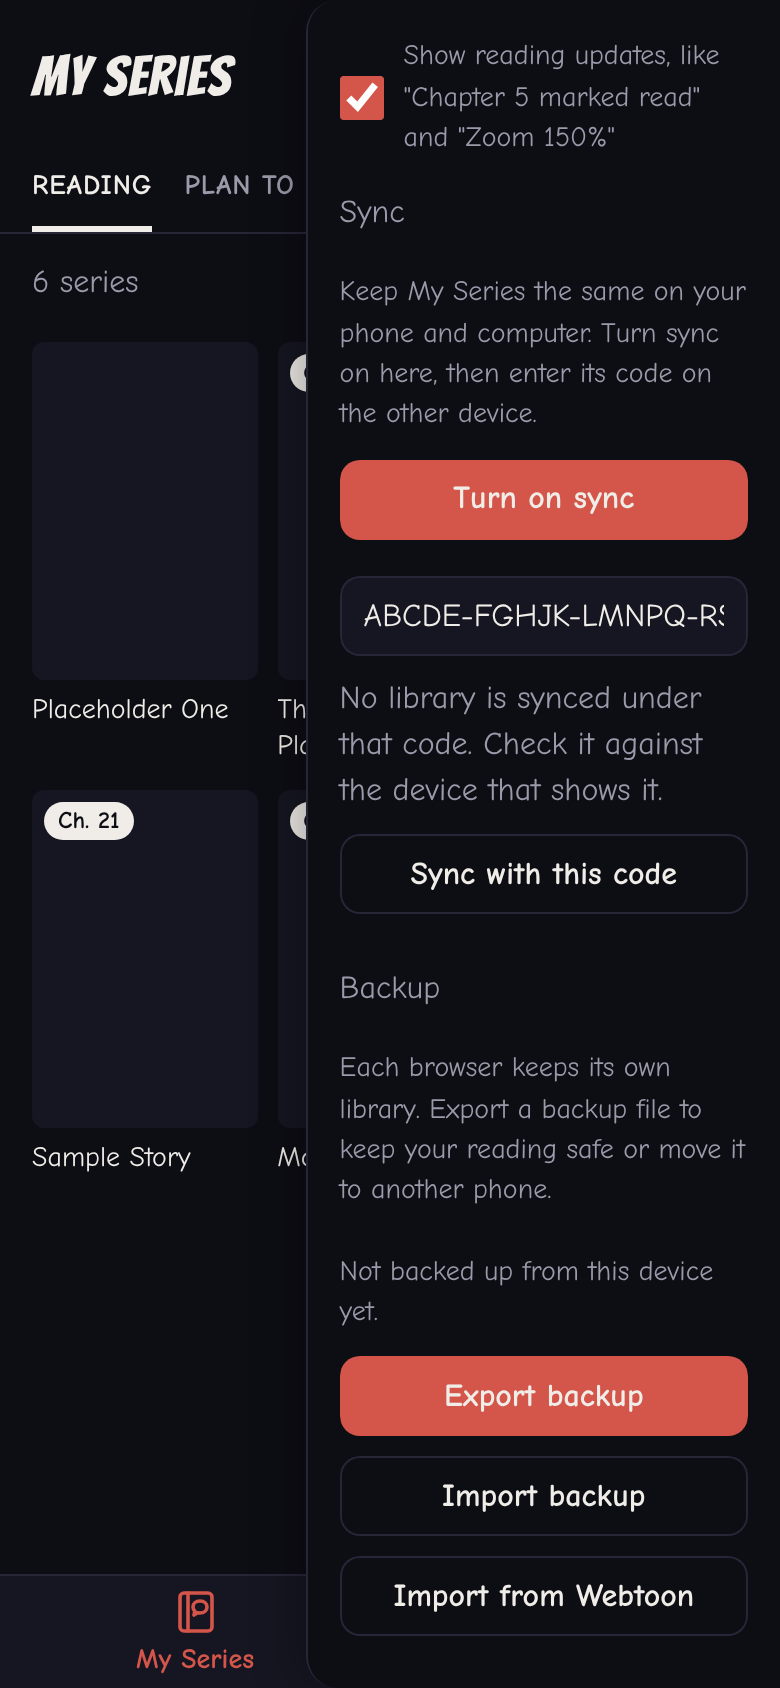 MY SERIES
READING
PLAN TO
6 series
Placeholder One
Th
Pla
Ch. 21
Sample Story
Mo
My Series
Show reading updates, like
"Chapter 5 marked read"
and "Zoom 150%"
Sync
Keep My Series the same on your
phone and computer. Turn sync
on here, then enter its code on
the other device.
Turn on sync
ABCDE-FGHJK-LMNPQ-RS
No library is synced under
that code. Check it against
the device that shows it.
Sync with this code
Backup
Each browser keeps its own
library. Export a backup file to
keep your reading safe or move it
to another phone.
Not backed up from this device
yet.
Export backup
Import backup
Import from Webtoon